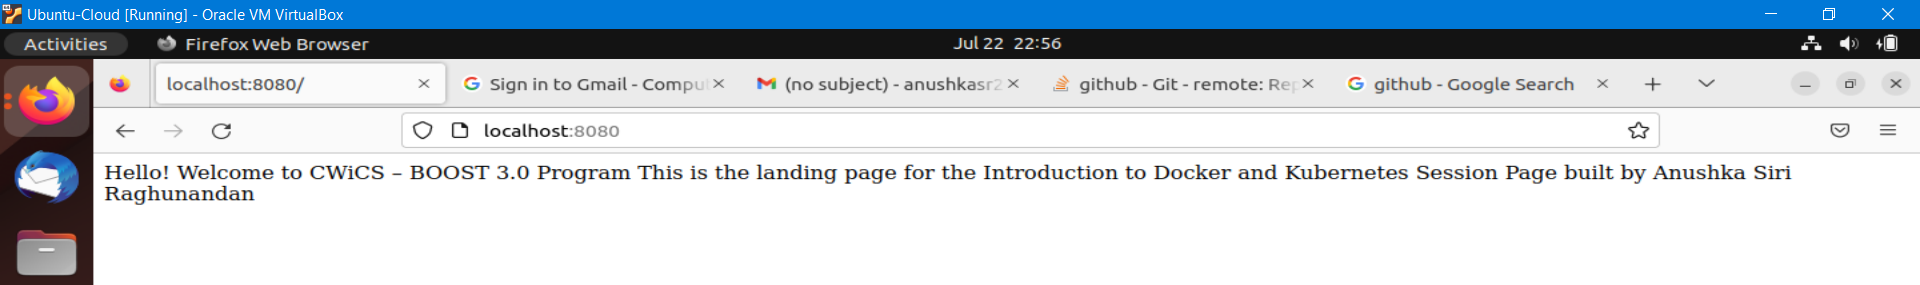 Ubuntu-Cloud [Running] - Oracle VM VirtualBox
Activities Firefox Web Browser Jul 22 22:56
localhost:8080/ Sign in to Gmail - Compu (no subject) - anushkasr2 github - Git - remote: Rep github - Google Search
localhost:8080
Hello! Welcome to CWiCS – BOOST 3.0 Program This is the landing page for the Introduction to Docker and Kubernetes Session Page built by Anushka Siri
Raghunandan